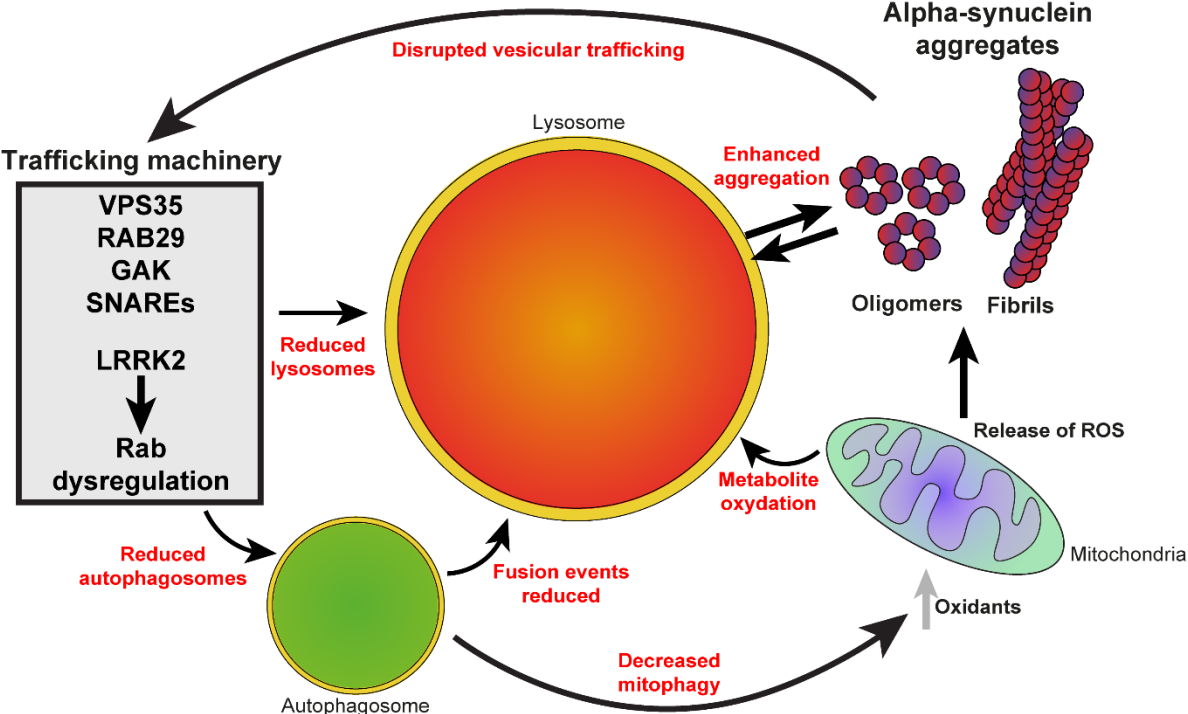 Alpha-synuclein
aggregates
Disrupted vesicular trafficking
Lysosome
Trafficking machinery
Enhanced
aggregation
VPS35
RAB29
GAK
SNAREs
LRRK2
Rab
dysregulation
Reduced
lysosomes
Oligomers
Fibrils
Release of ROS
Metabolite
oxydation
Mitochondria
Reduced
autophagosomes
Fusion events
reduced
Oxidants
Decreased
mitophagy
Autophagosome